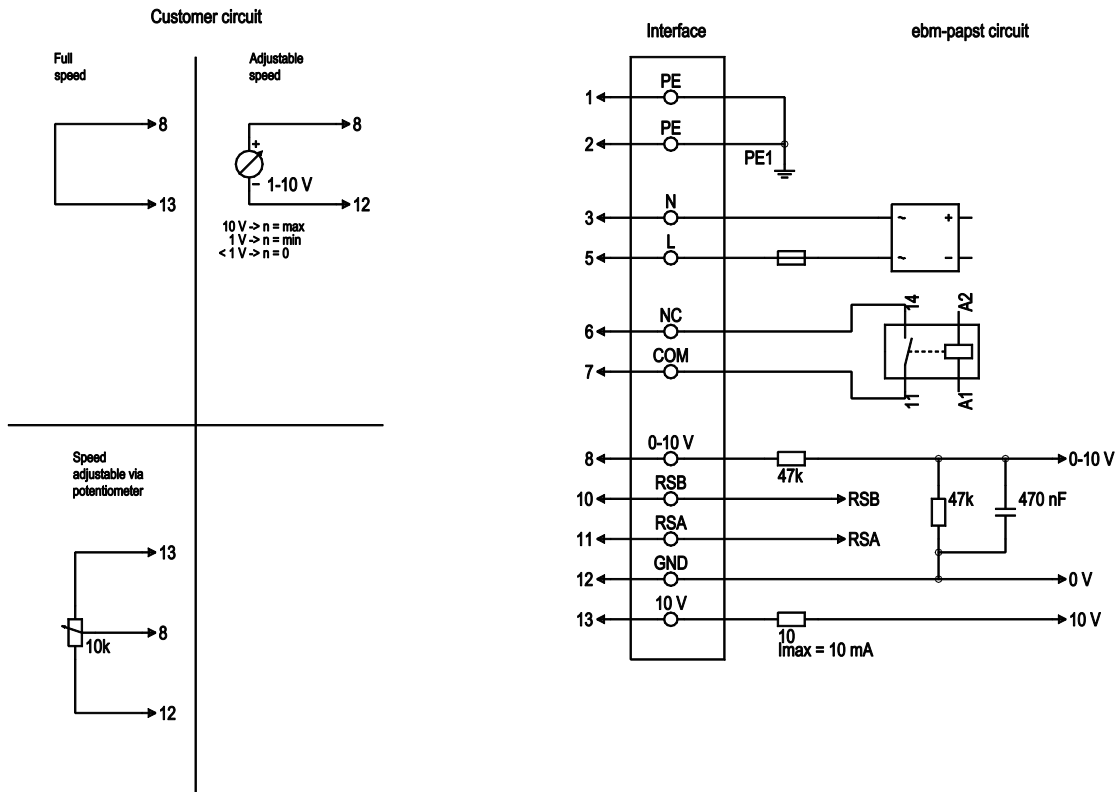 Customer circuit
Full
speed
8
13
Adjustable
speed
8
+
−
1-10 V
12
10 V -> n = max
1 V -> n = min
< 1 V -> n = 0
Speed
adjustable via
potentiometer
13
8
10k
12
Interface
ebm-papst circuit
1
PE
2
PE
PE1
3
N
~
+
5
L
~
−
6
NC
14
A2
7
COM
11
A1
8
0-10 V
47k
0-10 V
10
RSB
RSB
47k
470 nF
11
RSA
RSA
12
GND
0 V
13
10 V
10
Imax = 10 mA
10 V